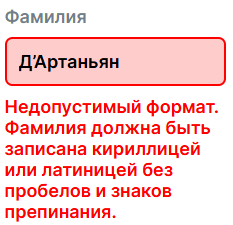 Фамилия
Д’Артаньян
Недопустимый формат.
Фамилия должна быть
записана кириллицей
или латиницей без
пробелов и знаков
препинания.